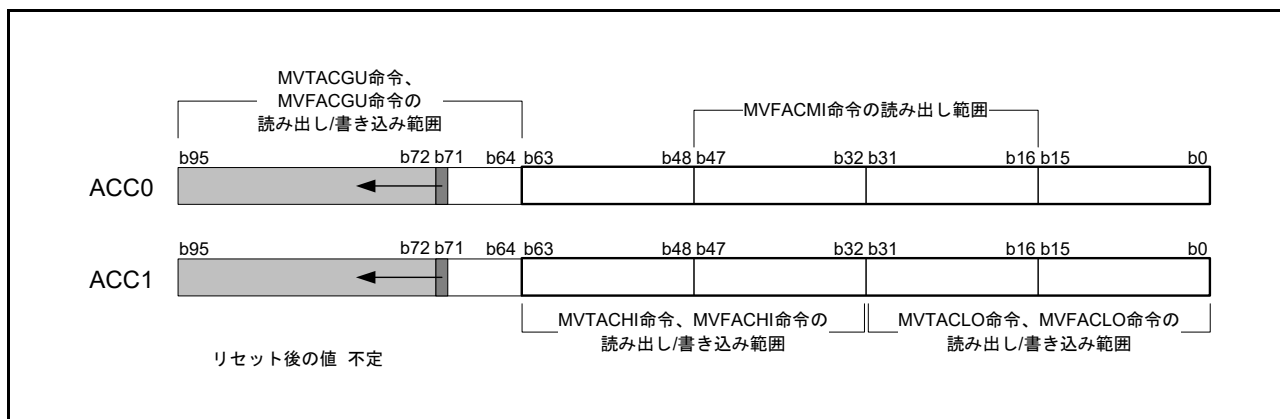 MVTACGU命令、
MVFACGU命令の
読み出し/書き込み範囲
MVFACMI命令の読み出し範囲
b95 b72 b71 b64 b63 b48 b47 b32 b31 b16 b15 b0
ACC0
b95 b72 b71 b64 b63 b48 b47 b32 b31 b16 b15 b0
ACC1
MVTACHI命令、MVFACHI命令の
読み出し/書き込み範囲
MVTACLO命令、MVFACLO命令の
読み出し/書き込み範囲
リセット後の値 不定